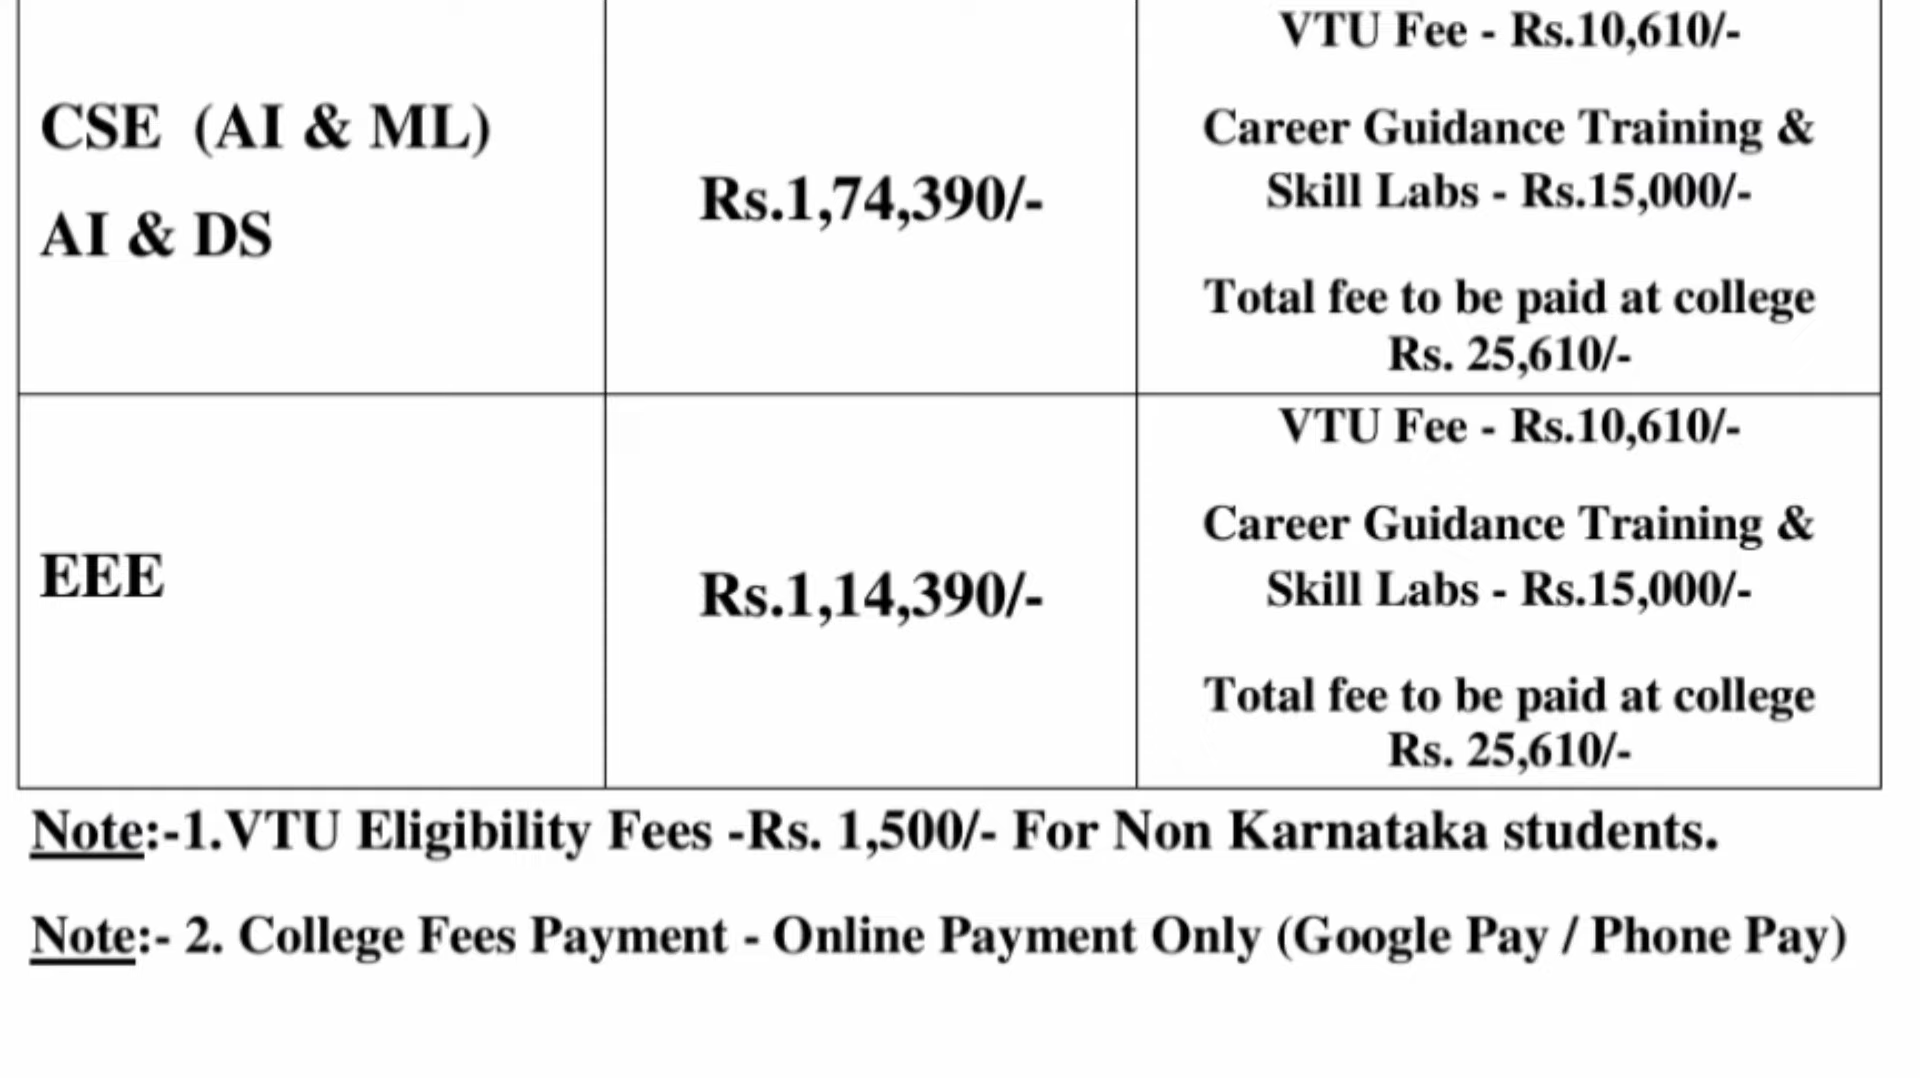 CSE (AI & ML)
AI & DS
Rs.1,74,390/-
VTU Fee - Rs.10,610/-
Career Guidance Training &
Skill Labs - Rs.15,000/-
Total fee to be paid at college
Rs. 25,610/-
EEE
Rs.1,14,390/-
VTU Fee - Rs.10,610/-
Career Guidance Training &
Skill Labs - Rs.15,000/-
Total fee to be paid at college
Rs. 25,610/-
Note:-1.VTU Eligibility Fees -Rs. 1,500/- For Non Karnataka students.
Note:- 2. College Fees Payment - Online Payment Only (Google Pay / Phone Pay)